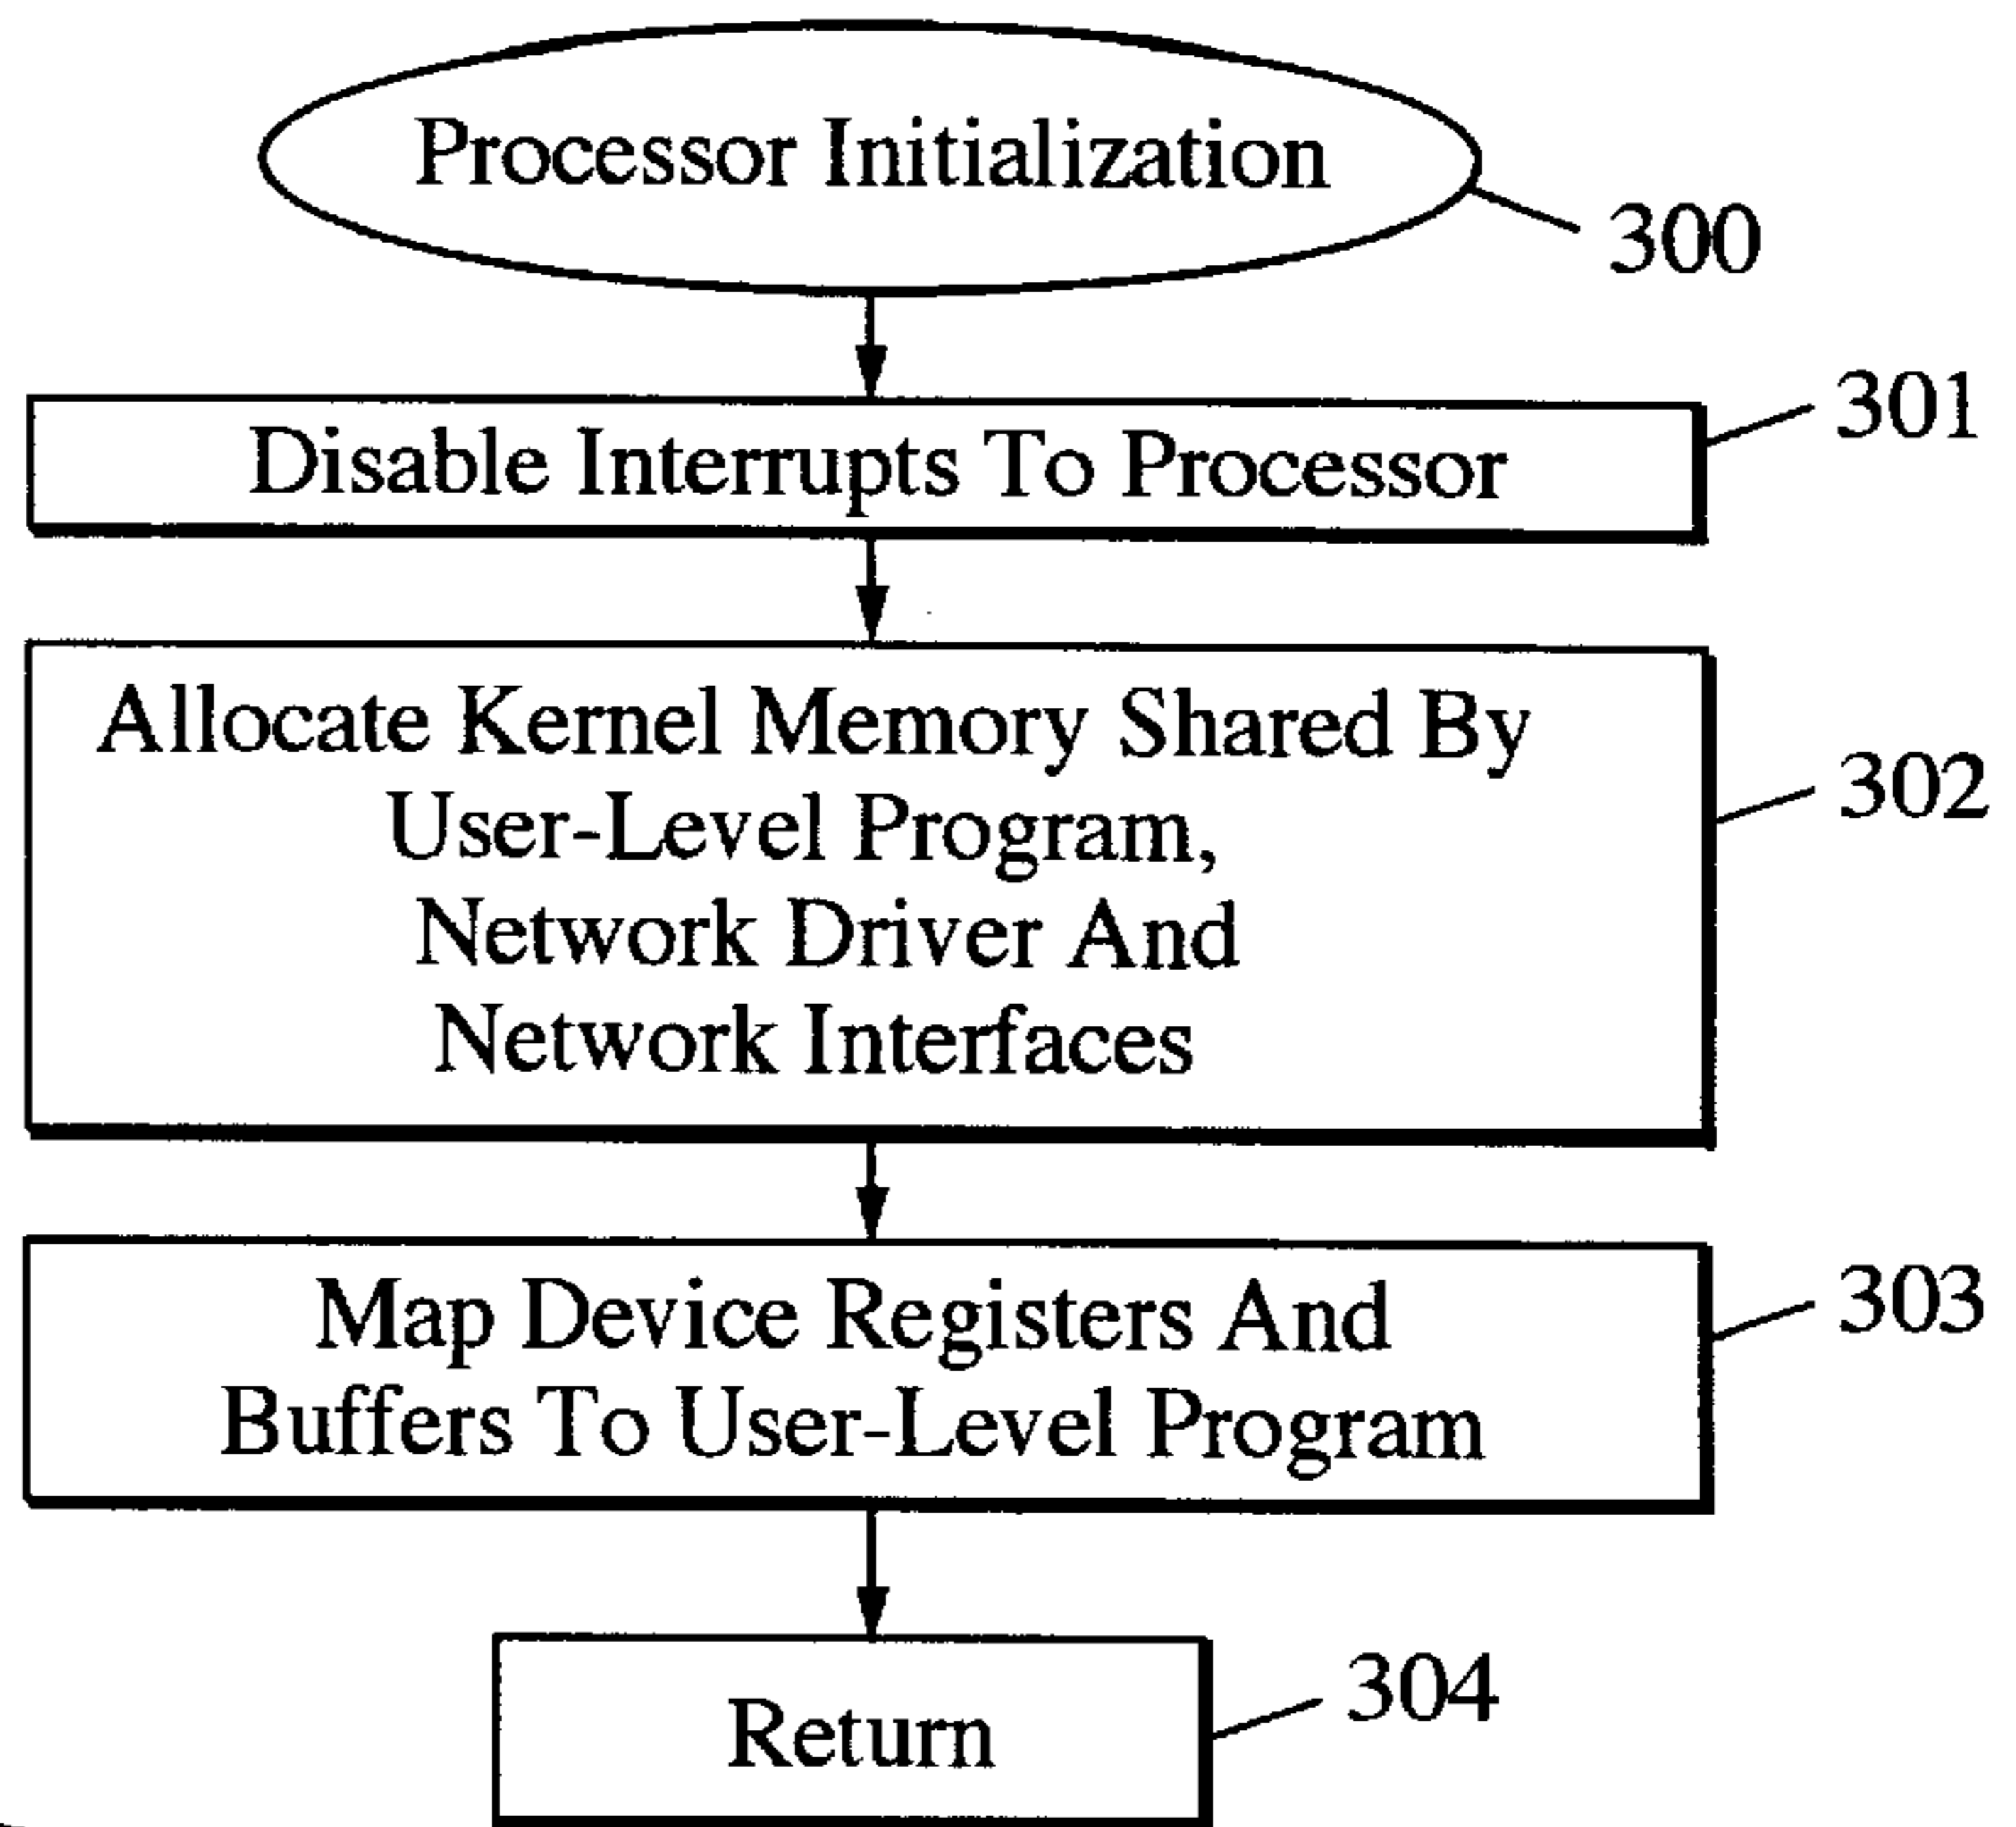 Processor Initialization
300
Disable Interrupts To Processor
301
Allocate Kernel Memory Shared By
User-Level Program,
Network Driver And
Network Interfaces
302
Map Device Registers And
Buffers To User-Level Program
303
Return
304